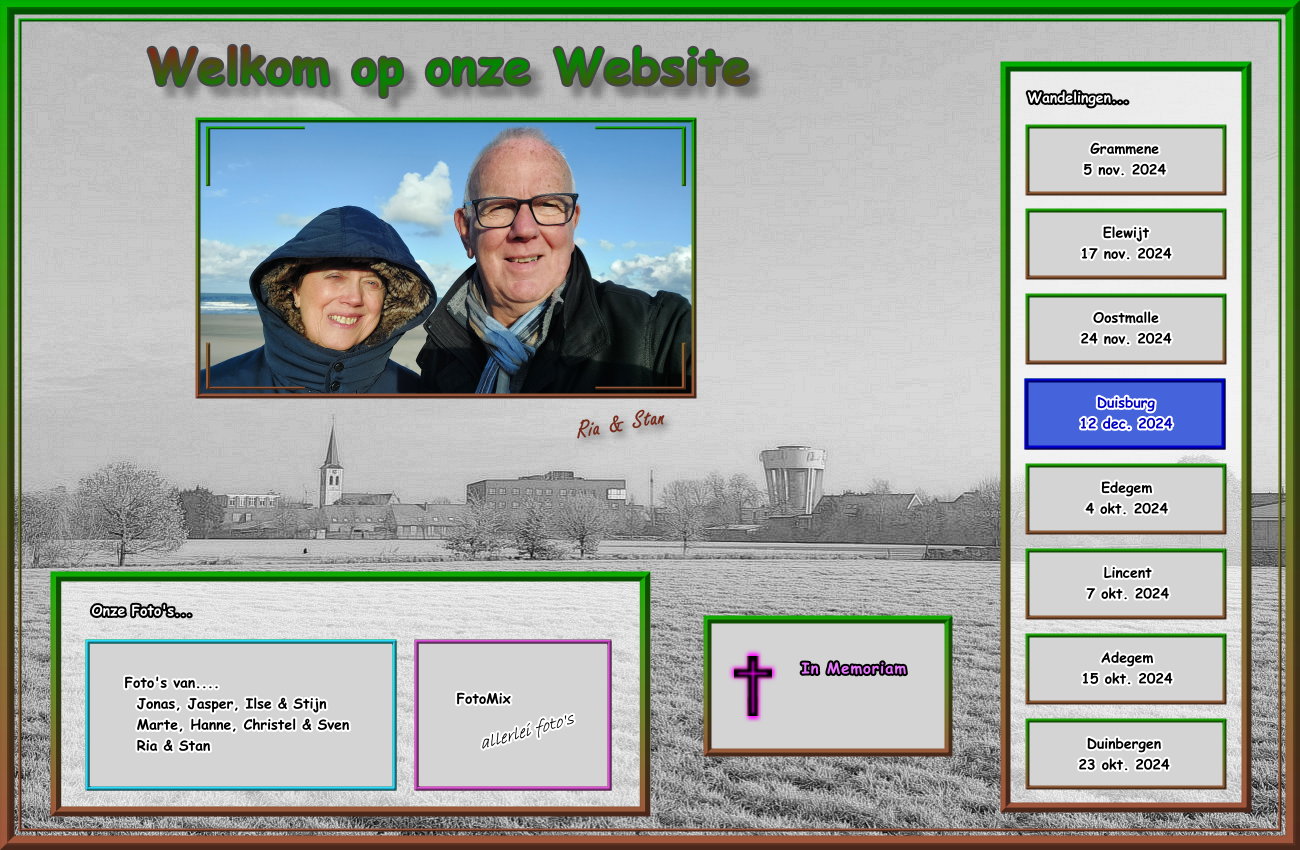 Welkom op onze Website
Ria & Stan
Wandelingen...
Grammene
5 nov. 2024
Elewijt
17 nov. 2024
Oostmalle
24 nov. 2024
Duisburg
12 dec. 2024
Edegem
4 okt. 2024
Lincent
7 okt. 2024
Adegem
15 okt. 2024
Duinbergen
23 okt. 2024
Onze Foto's...
Foto's van....
Jonas, Jasper, Ilse & Stijn
Marte, Hanne, Christel & Sven
Ria & Stan
FotoMix
allerlei foto's
In Memoriam